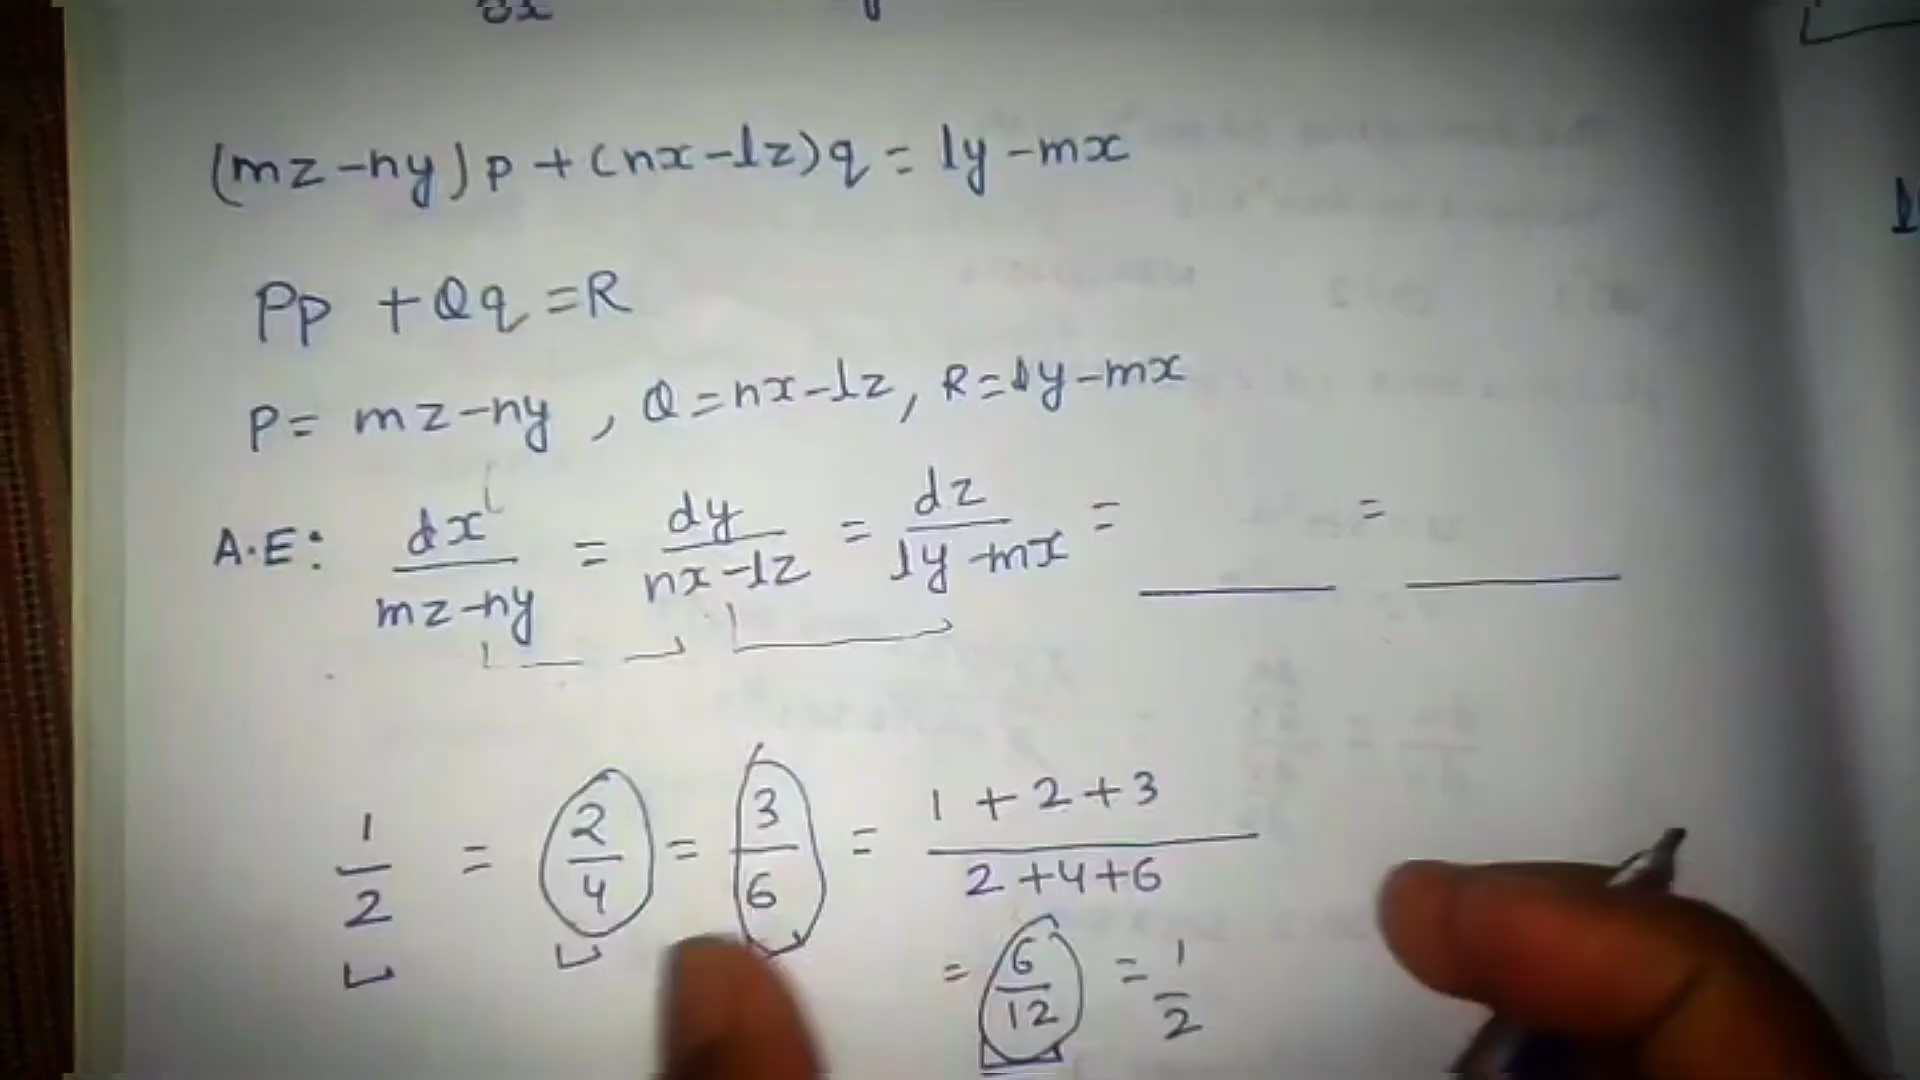 (mz-ny)p+(nx-lz)q=ly-mx
Pp +Qq=R
P= mz-ny, Q=nx-lz, R=ly-mx
A.E: dx/(mz-ny) = dy/(nx-lz) = dz/(ly-mx) = =
1/2 = 2/4 = 3/6 = (1+2+3)/(2+4+6)
= 6/12 = 1/2